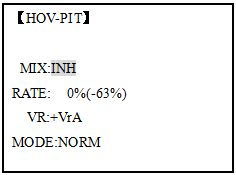 【HOV-PIT】
MIX:INH
RATE: 0%(-63%)
VR:+VrA
MODE:NORM